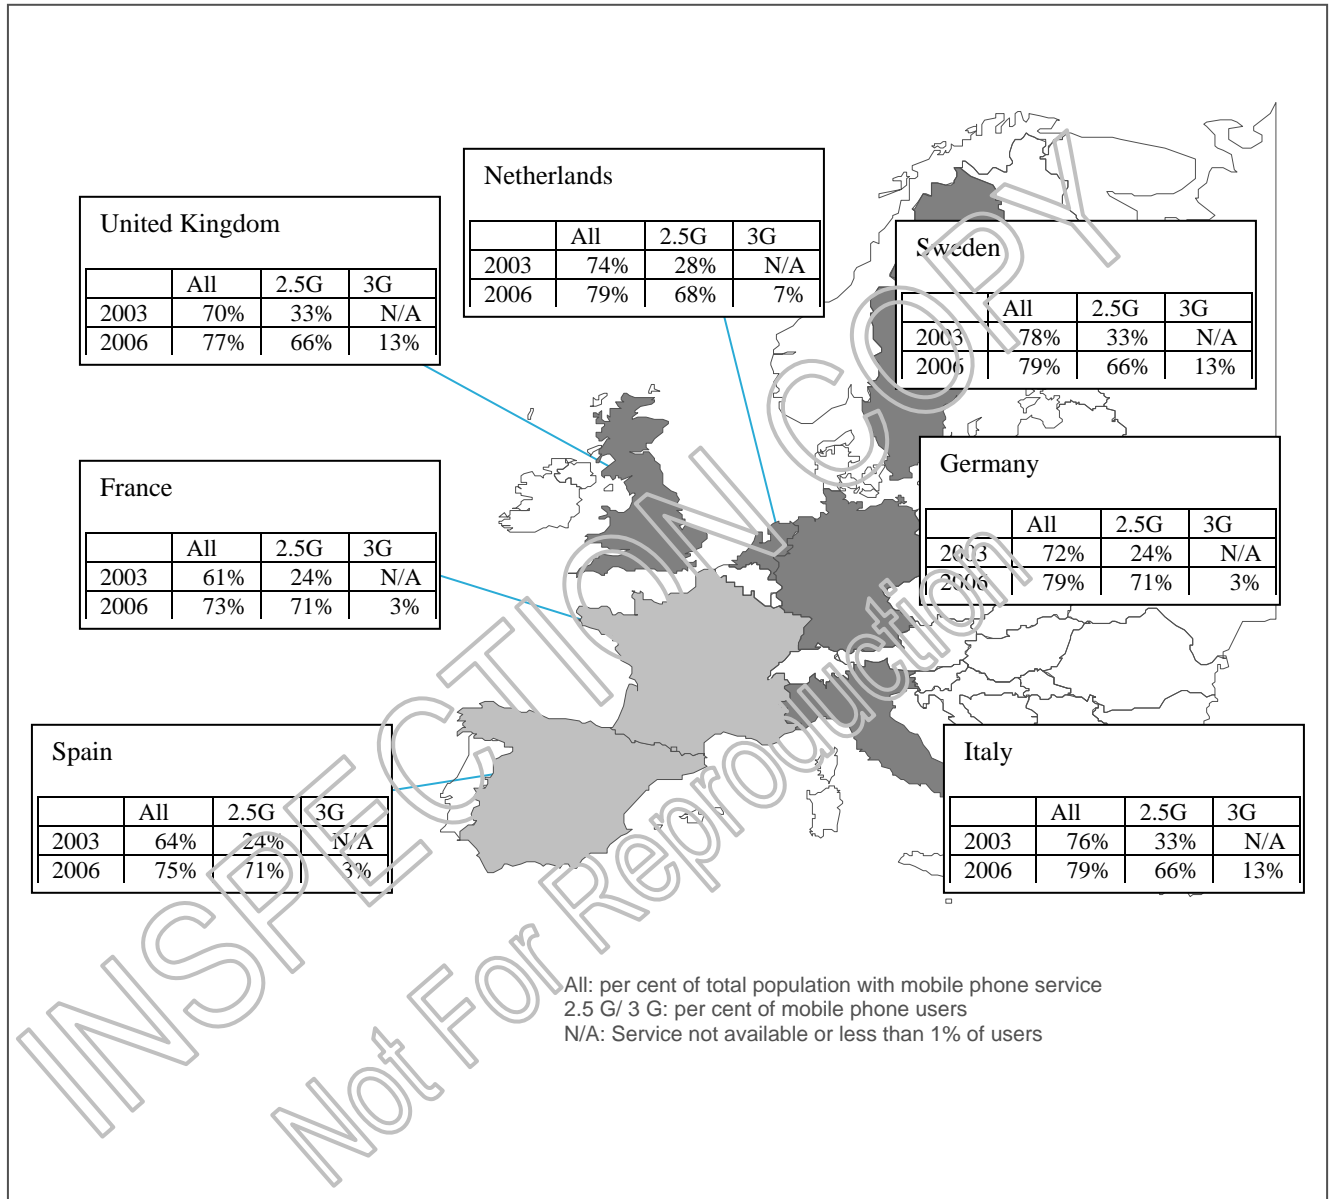 Netherlands
All 2.5G 3G
2003 74% 28% N/A
2006 79% 68% 7%
United Kingdom
All 2.5G 3G
2003 70% 33% N/A
2006 77% 66% 13%
Sweden
All 2.5G 3G
2003 78% 33% N/A
2006 79% 66% 13%
France
All 2.5G 3G
2003 61% 24% N/A
2006 73% 71% 3%
Germany
All 2.5G 3G
2003 72% 24% N/A
2006 79% 71% 3%
Spain
All 2.5G 3G
2003 64% 24% N/A
2006 75% 71% 3%
Italy
All 2.5G 3G
2003 76% 33% N/A
2006 79% 66% 13%
All: per cent of total population with mobile phone service
2.5 G/ 3 G: per cent of mobile phone users
N/A: Service not available or less than 1% of users
INSPECTION COPY
Not For Reproduction